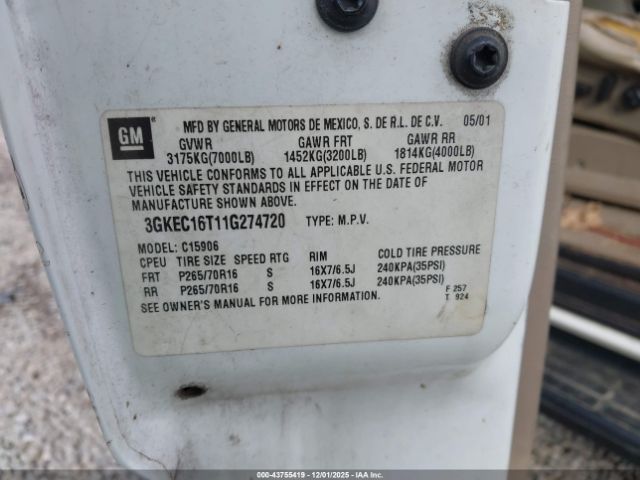 GM
MFD BY GENERAL MOTORS DE MEXICO, S. DE R.L. DE C.V. 05/01
GVWR GAWR FRT GAWR RR
3175KG(7000LB) 1452KG(3200LB) 1814KG(4000LB)
THIS VEHICLE CONFORMS TO ALL APPLICABLE U.S. FEDERAL MOTOR
VEHICLE SAFETY STANDARDS IN EFFECT ON THE DATE OF
MANUFACTURE SHOWN ABOVE.
3GKEC16T11G274720 TYPE: M.P.V.
MODEL: C15906
CPEU TIRE SIZE SPEED RTG RIM COLD TIRE PRESSURE
FRT P265/70R16 S 16X7/6.5J 240KPA(35PSI)
RR P265/70R16 S 16X7/6.5J 240KPA(35PSI)
SEE OWNER'S MANUAL FOR MORE INFORMATION.
F 257
T 924
000-43755419 - 12/01/2025 - IAAI.COM